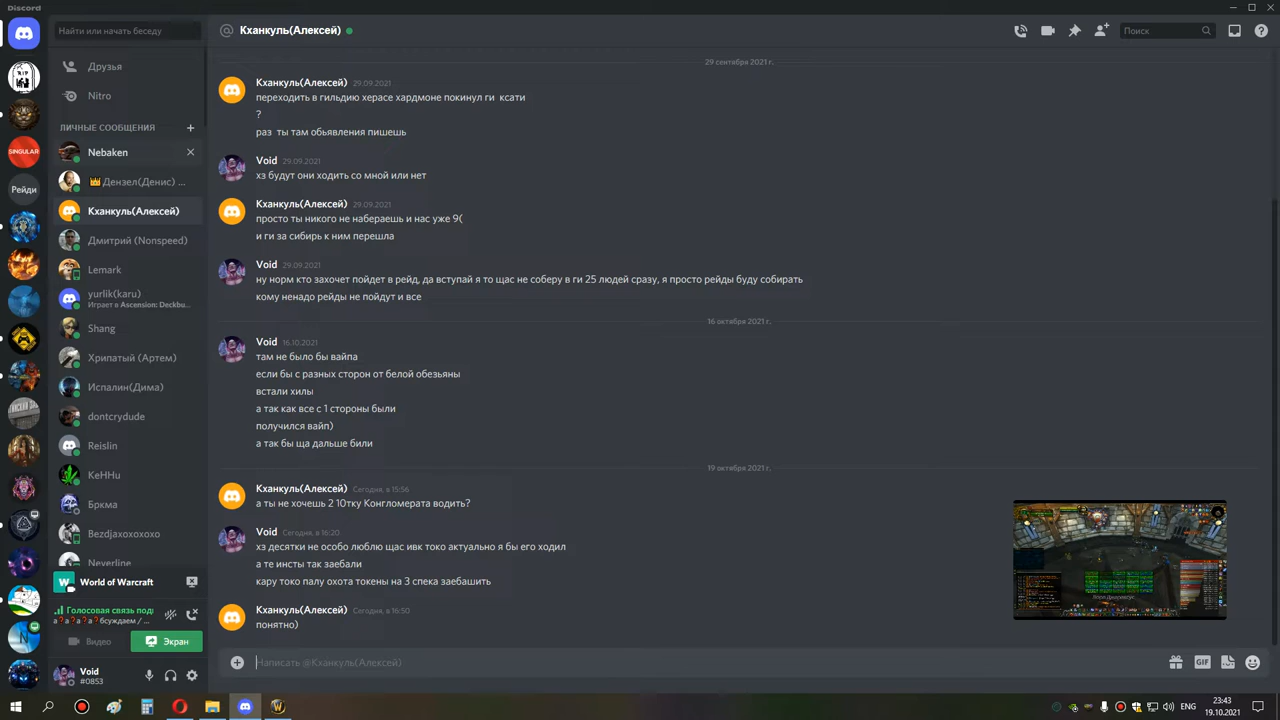 Discord
Найти или начать беседу
Кханкуль(Алексей)
Поиск
Друзья
Nitro
ЛИЧНЫЕ СООБЩЕНИЯ
Nebaken
Дензел(Денис) ...
Кханкуль(Алексей)
Дмитрий (Nonspeed)
Lemark
yurlik(karu)
Играет в Ascension: Deckbu...
Shang
Хрипатый (Артем)
Испалин(Дима)
dontcrydude
Reislin
KeHHu
Бркма
Bezdjaxoxoxoxo
Neverline
World of Warcraft
Голосовая связь под
Видео
Экран
Void
#0853
R.I.P
SINGULAR
Рейди
29 сентября 2021 г.
Кханкуль(Алексей) 29.09.2021
переходить в гильдию херасе хардмоне покинул ги ксати
?
раз ты там обьявления пишешь
Void 29.09.2021
хз будут они ходить со мной или нет
Кханкуль(Алексей) 29.09.2021
просто ты никого не набераешь и нас уже 9(
и ги за сибирь к ним перешла
Void 29.09.2021
ну норм кто захочет пойдет в рейд, да вступай я то щас не соберу в ги 25 людей сразу, я просто рейды буду собирать
кому ненадо рейды не пойдут и все
16 октября 2021 г.
Void 16.10.2021
там не было бы вайпа
если бы с разных сторон от белой обезьяны
встали хилы
а так как все с 1 стороны были
получился вайп)
а так бы ща дальше били
19 октября 2021 г.
Кханкуль(Алексей) Сегодня, в 15:56
а ты не хочешь 2 10тку Конгломерата водить?
Void Сегодня, в 16:20
хз десятки не особо люблю щас ивк токо актуально я бы его ходил
а те инсты так заебали
кару токо палу охота токены на 3 спека заебашить
Кханкуль(Алексей) Сегодня, в 16:50
понятно)
Написать @Кханкуль(Алексей)
GIF
ENG
23:43
19.10.2021